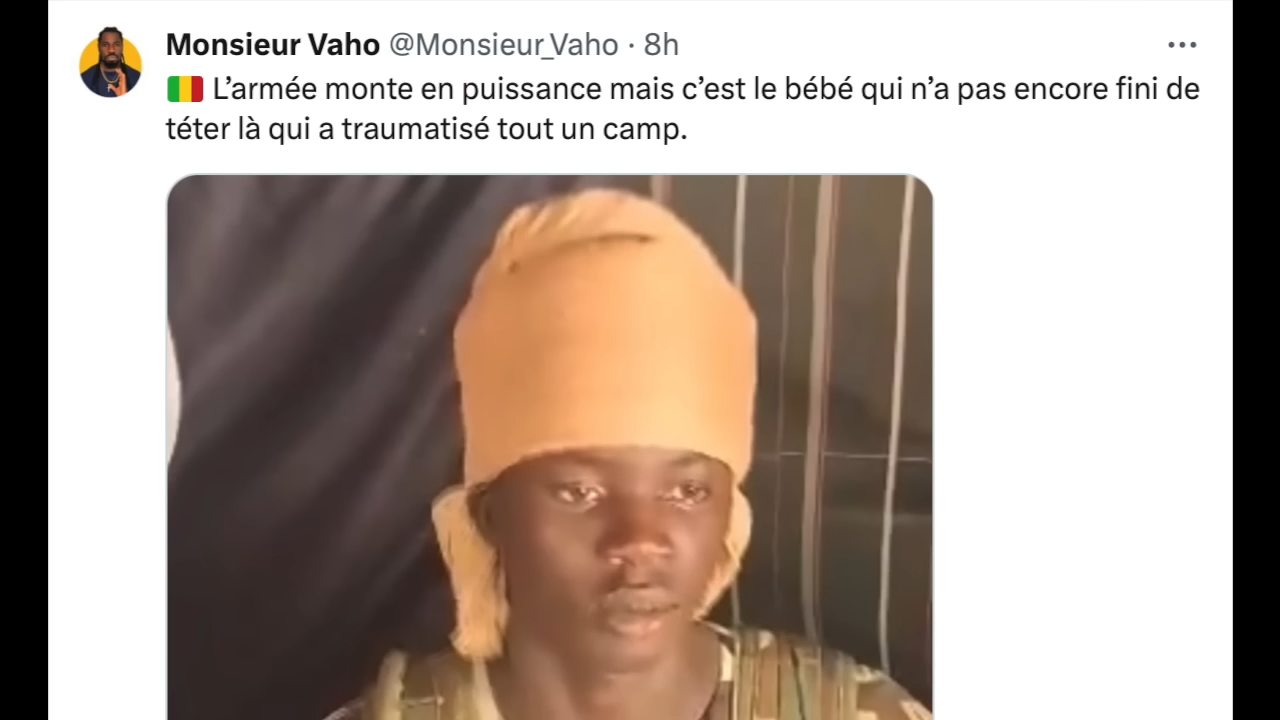 Monsieur Vaho @Monsieur_Vaho · 8h
🇲🇱 L’armée monte en puissance mais c’est le bébé qui n’a pas encore fini de
téter là qui a traumatisé tout un camp.